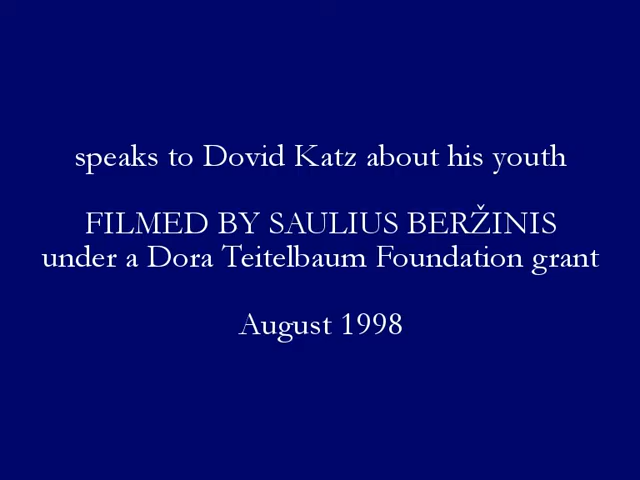 speaks to Dovid Katz about his youth
FILMED BY SAULIUS BERŽINIS
under a Dora Teitelbaum Foundation grant
August 1998